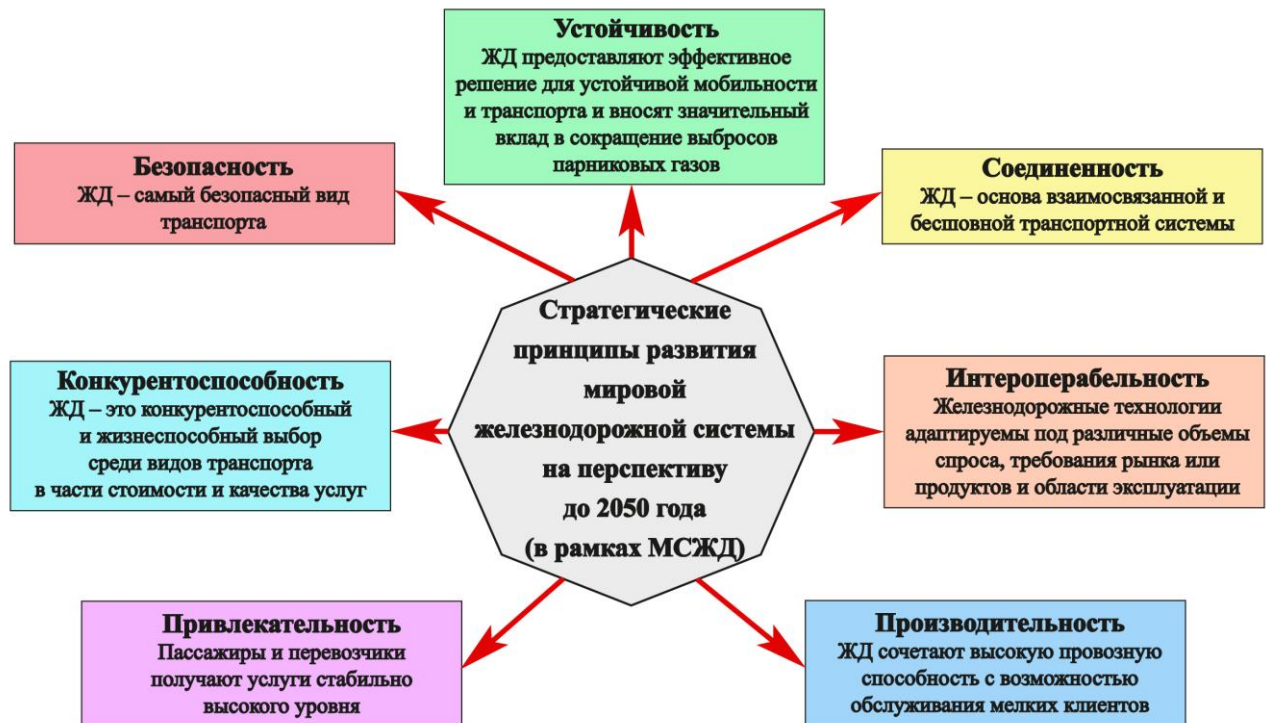 Устойчивость
ЖД предоставляют эффективное
решение для устойчивой мобильности
и транспорта и вносят значительный
вклад в сокращение выбросов
парниковых газов
Безопасность
ЖД – самый безопасный вид
транспорта
Соединенность
ЖД – основа взаимосвязанной и
бесшовной транспортной системы
Стратегические
принципы развития
мировой
железнодорожной системы
на перспективу
до 2050 года
(в рамках МСЖД)
Конкурентоспособность
ЖД – это конкурентоспособный
и жизнеспособный выбор
среди видов транспорта
в части стоимости и качества услуг
Интероперабельность
Железнодорожные технологии
адаптируемы под различные объемы
спроса, требования рынка или
продуктов и области эксплуатации
Привлекательность
Пассажиры и перевозчики
получают услуги стабильно
высокого уровня
Производительность
ЖД сочетают высокую провозную
способность с возможностью
обслуживания мелких клиентов